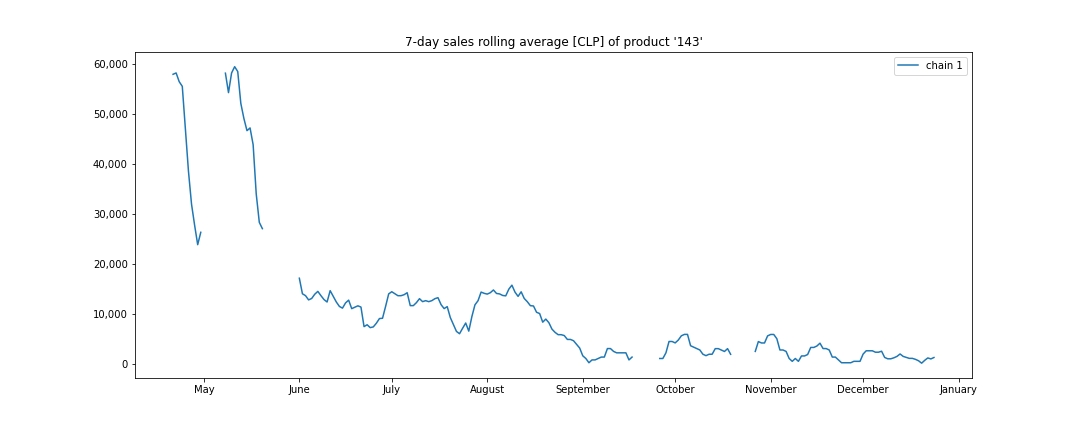 7-day sales rolling average [CLP] of product '143'
chain 1
60,000
50,000
40,000
30,000
20,000
10,000
0
May June July August September October November December January